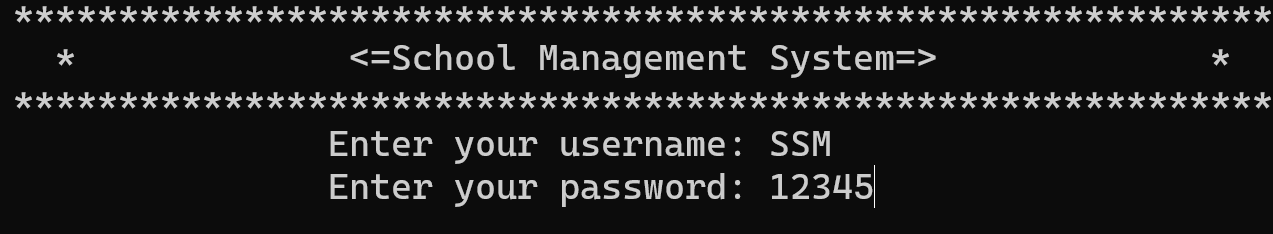 ************************************************************
* <=School Management System=> *
************************************************************
Enter your username: SSM
Enter your password: 12345